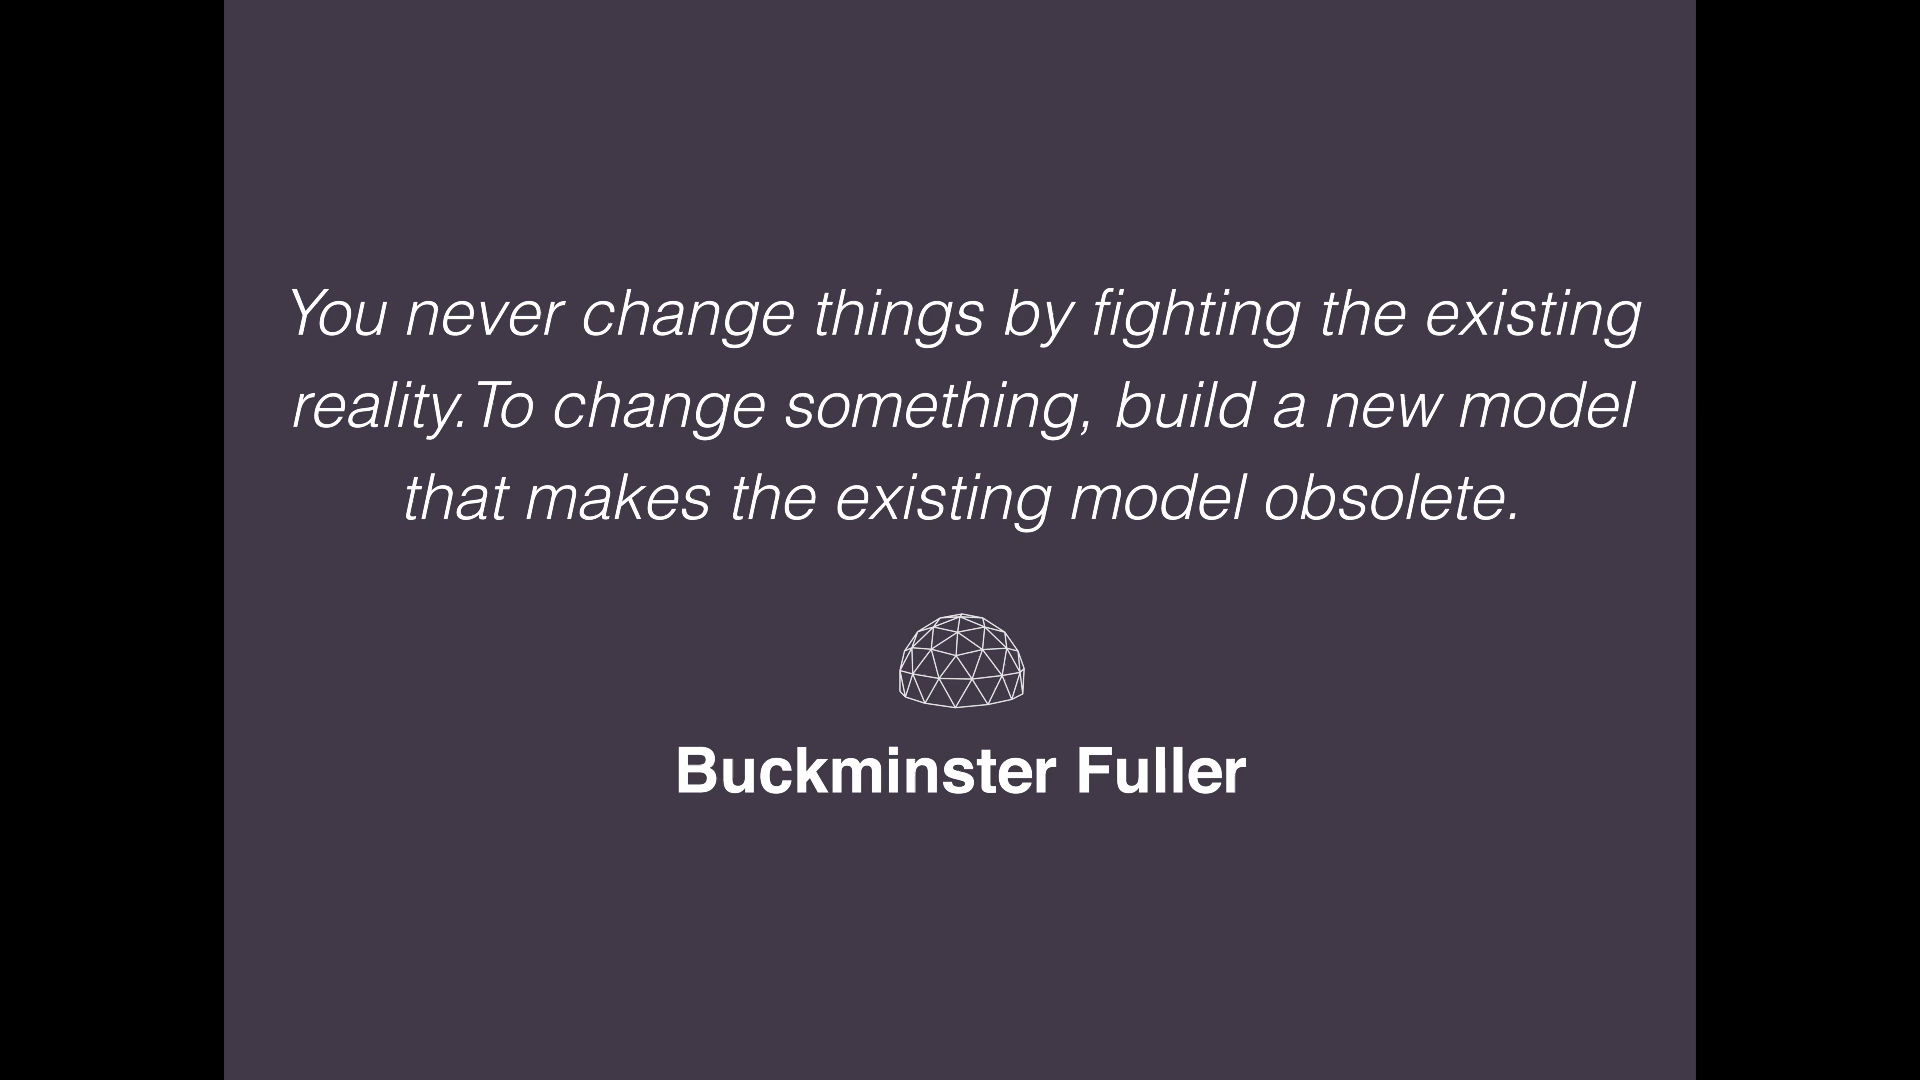 You never change things by fighting the existing
reality.To change something, build a new model
that makes the existing model obsolete.
Buckminster Fuller